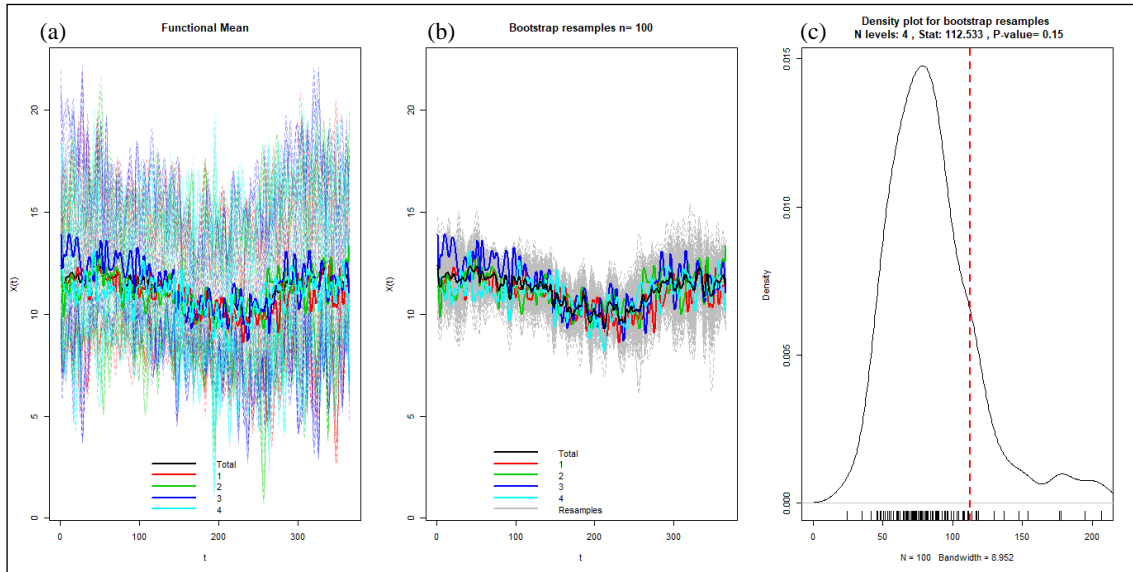 (a)
Functional Mean
X(t)
20
15
10
5
0
Total
1
2
3
4
0
100
200
300
t
(b)
Bootstrap resamples n= 100
X(t)
20
15
10
5
0
Total
1
2
3
4
Resamples
0
100
200
300
t
(c)
Density plot for bootstrap resamples
N levels: 4 , Stat: 112.533 , P-value= 0.15
Density
0.015
0.010
0.005
0.000
0
50
100
150
200
N = 100 Bandwidth = 8.952